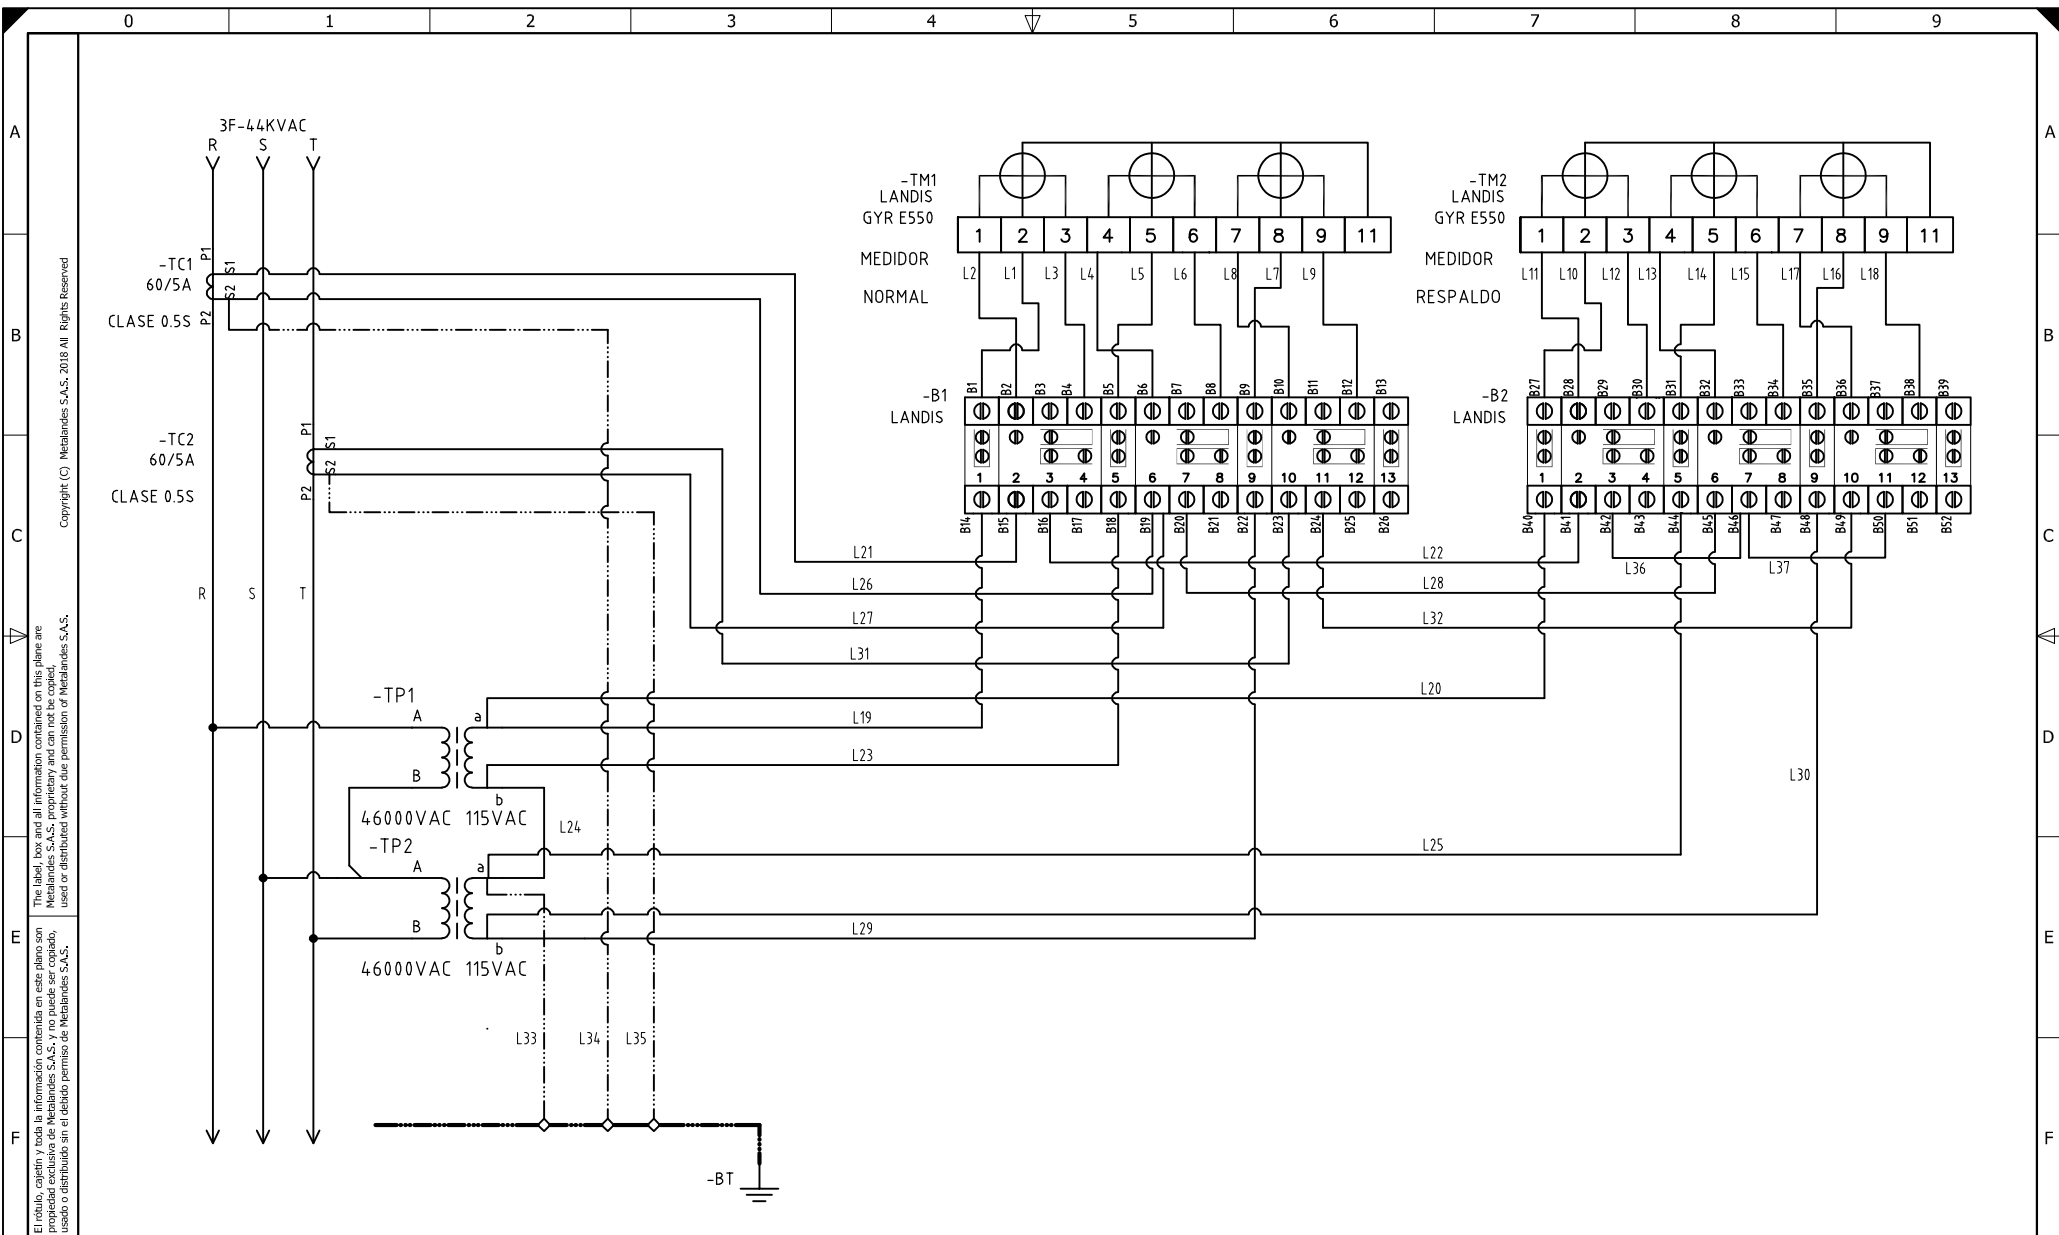 0 1 2 3 4 5 6 7 8 9
A A
B B
C C
D D
E E
F F
3F-44KVAC
R S T
-TC1
60/5A
CLASE 0.5S
P1 S1
P2 S2
-TC2
60/5A
CLASE 0.5S
P1 S1
P2 S2
R S T
-TM1
LANDIS
GYR E550
MEDIDOR
NORMAL
1 2 3 4 5 6 7 8 9 11
L2 L1 L3 L4 L5 L6 L8 L7 L9
-TM2
LANDIS
GYR E550
MEDIDOR
RESPALDO
1 2 3 4 5 6 7 8 9 11
L11 L10 L12 L13 L14 L15 L17 L16 L18
-B1
LANDIS
B1 B2 B3 B4 B5 B6 B7 B8 B9 B10 B11 B12 B13
1 2 3 4 5 6 7 8 9 10 11 12 13
B14 B15 B16 B17 B18 B19 B20 B21 B22 B23 B24 B25 B26
-B2
LANDIS
B27 B28 B29 B30 B31 B32 B33 B34 B35 B36 B37 B38 B39
1 2 3 4 5 6 7 8 9 10 11 12 13
B40 B41 B42 B43 B44 B45 B46 B47 B48 B49 B50 B51 B52
L21 L22
L36 L37
L26 L28
L27 L32
L31
L20
-TP1
A a
L19
L23
B b
46000VAC 115VAC
L24
L30
-TP2
A a
L25
B b
L29
46000VAC 115VAC
L33 L34 L35
-BT
Copyright (C) Metalandes S.A.S. 2018 All Rights Reserved
The label, box and all information contained on this plane are
Metalandes S.A.S. proprietary and can not be copied,
used or distributed without due permission of Metalandes S.A.S.
El rótulo, cajetín y toda la información contenida en este plano son
propiedad exclusiva de Metalandes S.A.S. y no puede ser copiado,
usado o distribuido sin el debido permiso de Metalandes S.A.S.